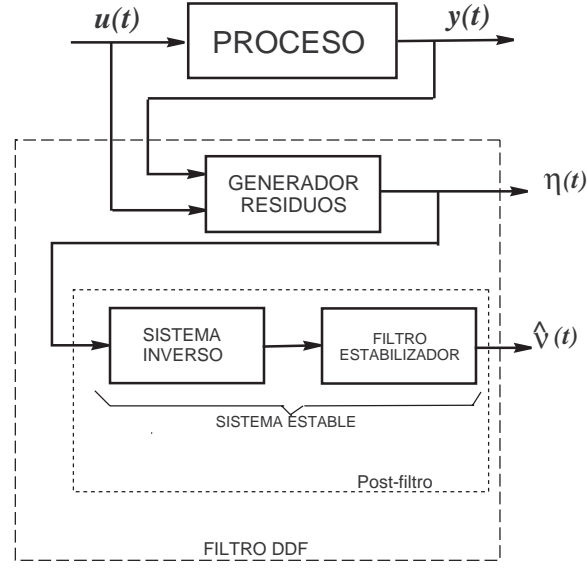 u(t)
PROCESO
y(t)
GENERADOR
RESIDUOS
η(t)
SISTEMA
INVERSO
FILTRO
ESTABILIZADOR
ν̂(t)
SISTEMA ESTABLE
Post-filtro
FILTRO DDF